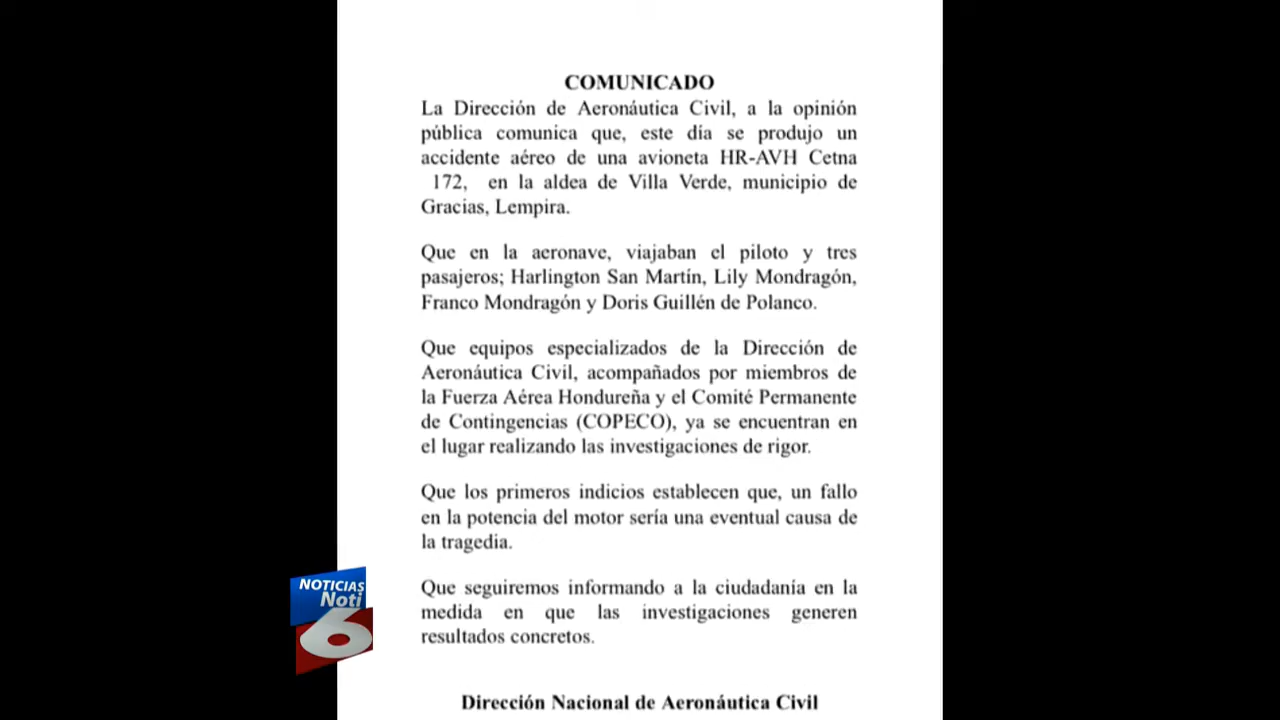 COMUNICADO
La Dirección de Aeronáutica Civil, a la opinión
pública comunica que, este día se produjo un
accidente aéreo de una avioneta HR-AVH Cetna
172, en la aldea de Villa Verde, municipio de
Gracias, Lempira.
Que en la aeronave, viajaban el piloto y tres
pasajeros; Harlington San Martín, Lily Mondragón,
Franco Mondragón y Doris Guillén de Polanco.
Que equipos especializados de la Dirección de
Aeronáutica Civil, acompañados por miembros de
la Fuerza Aérea Hondureña y el Comité Permanente
de Contingencias (COPECO), ya se encuentran en
el lugar realizando las investigaciones de rigor.
Que los primeros indicios establecen que, un fallo
en la potencia del motor sería una eventual causa de
la tragedia.
Que seguiremos informando a la ciudadanía en la
medida en que las investigaciones generen
resultados concretos.
Dirección Nacional de Aeronáutica Civil
NOTICIAS
Noti
6